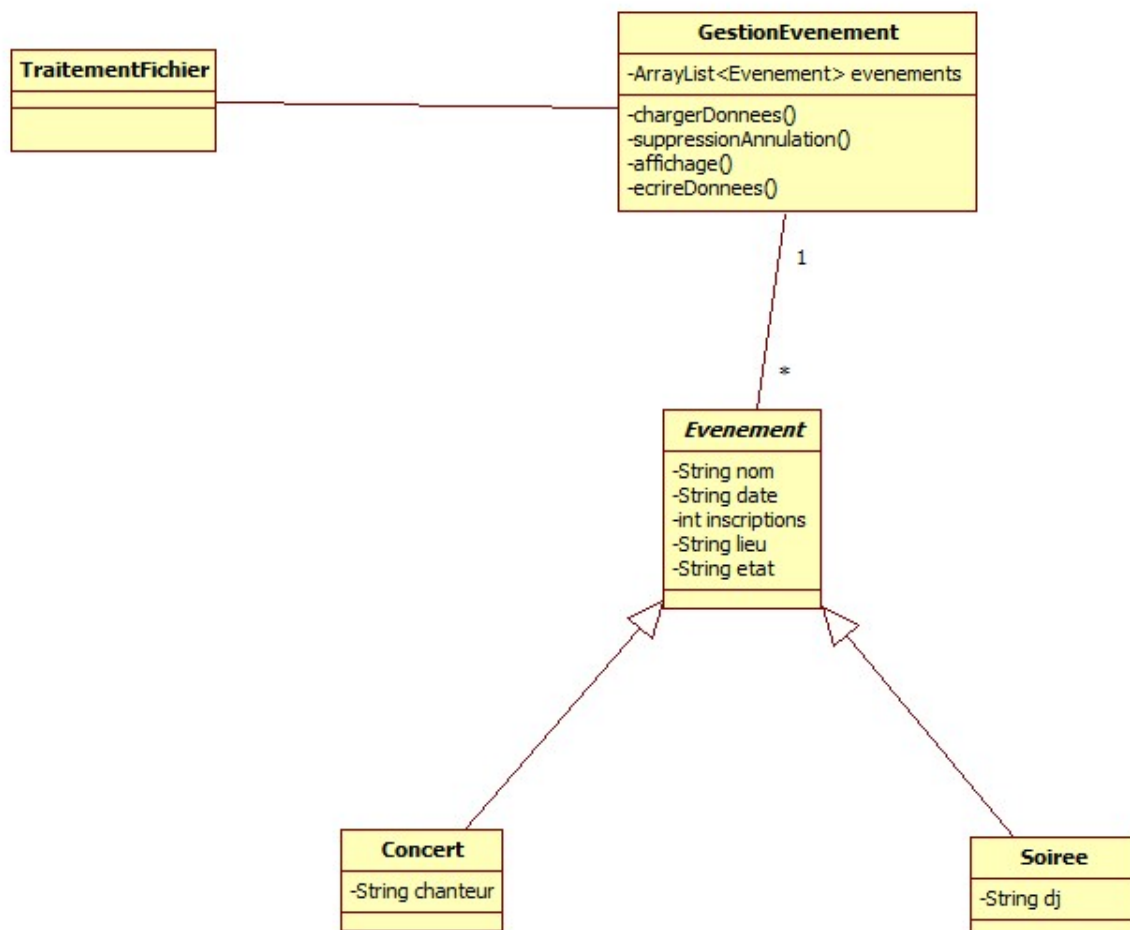 TraitementFichier
GestionEvenement
-ArrayList<Evenement> evenements
-chargerDonnees()
-suppressionAnnulation()
-affichage()
-ecrireDonnees()
1
*
Evenement
-String nom
-String date
-int inscriptions
-String lieu
-String etat
Concert
-String chanteur
Soiree
-String dj